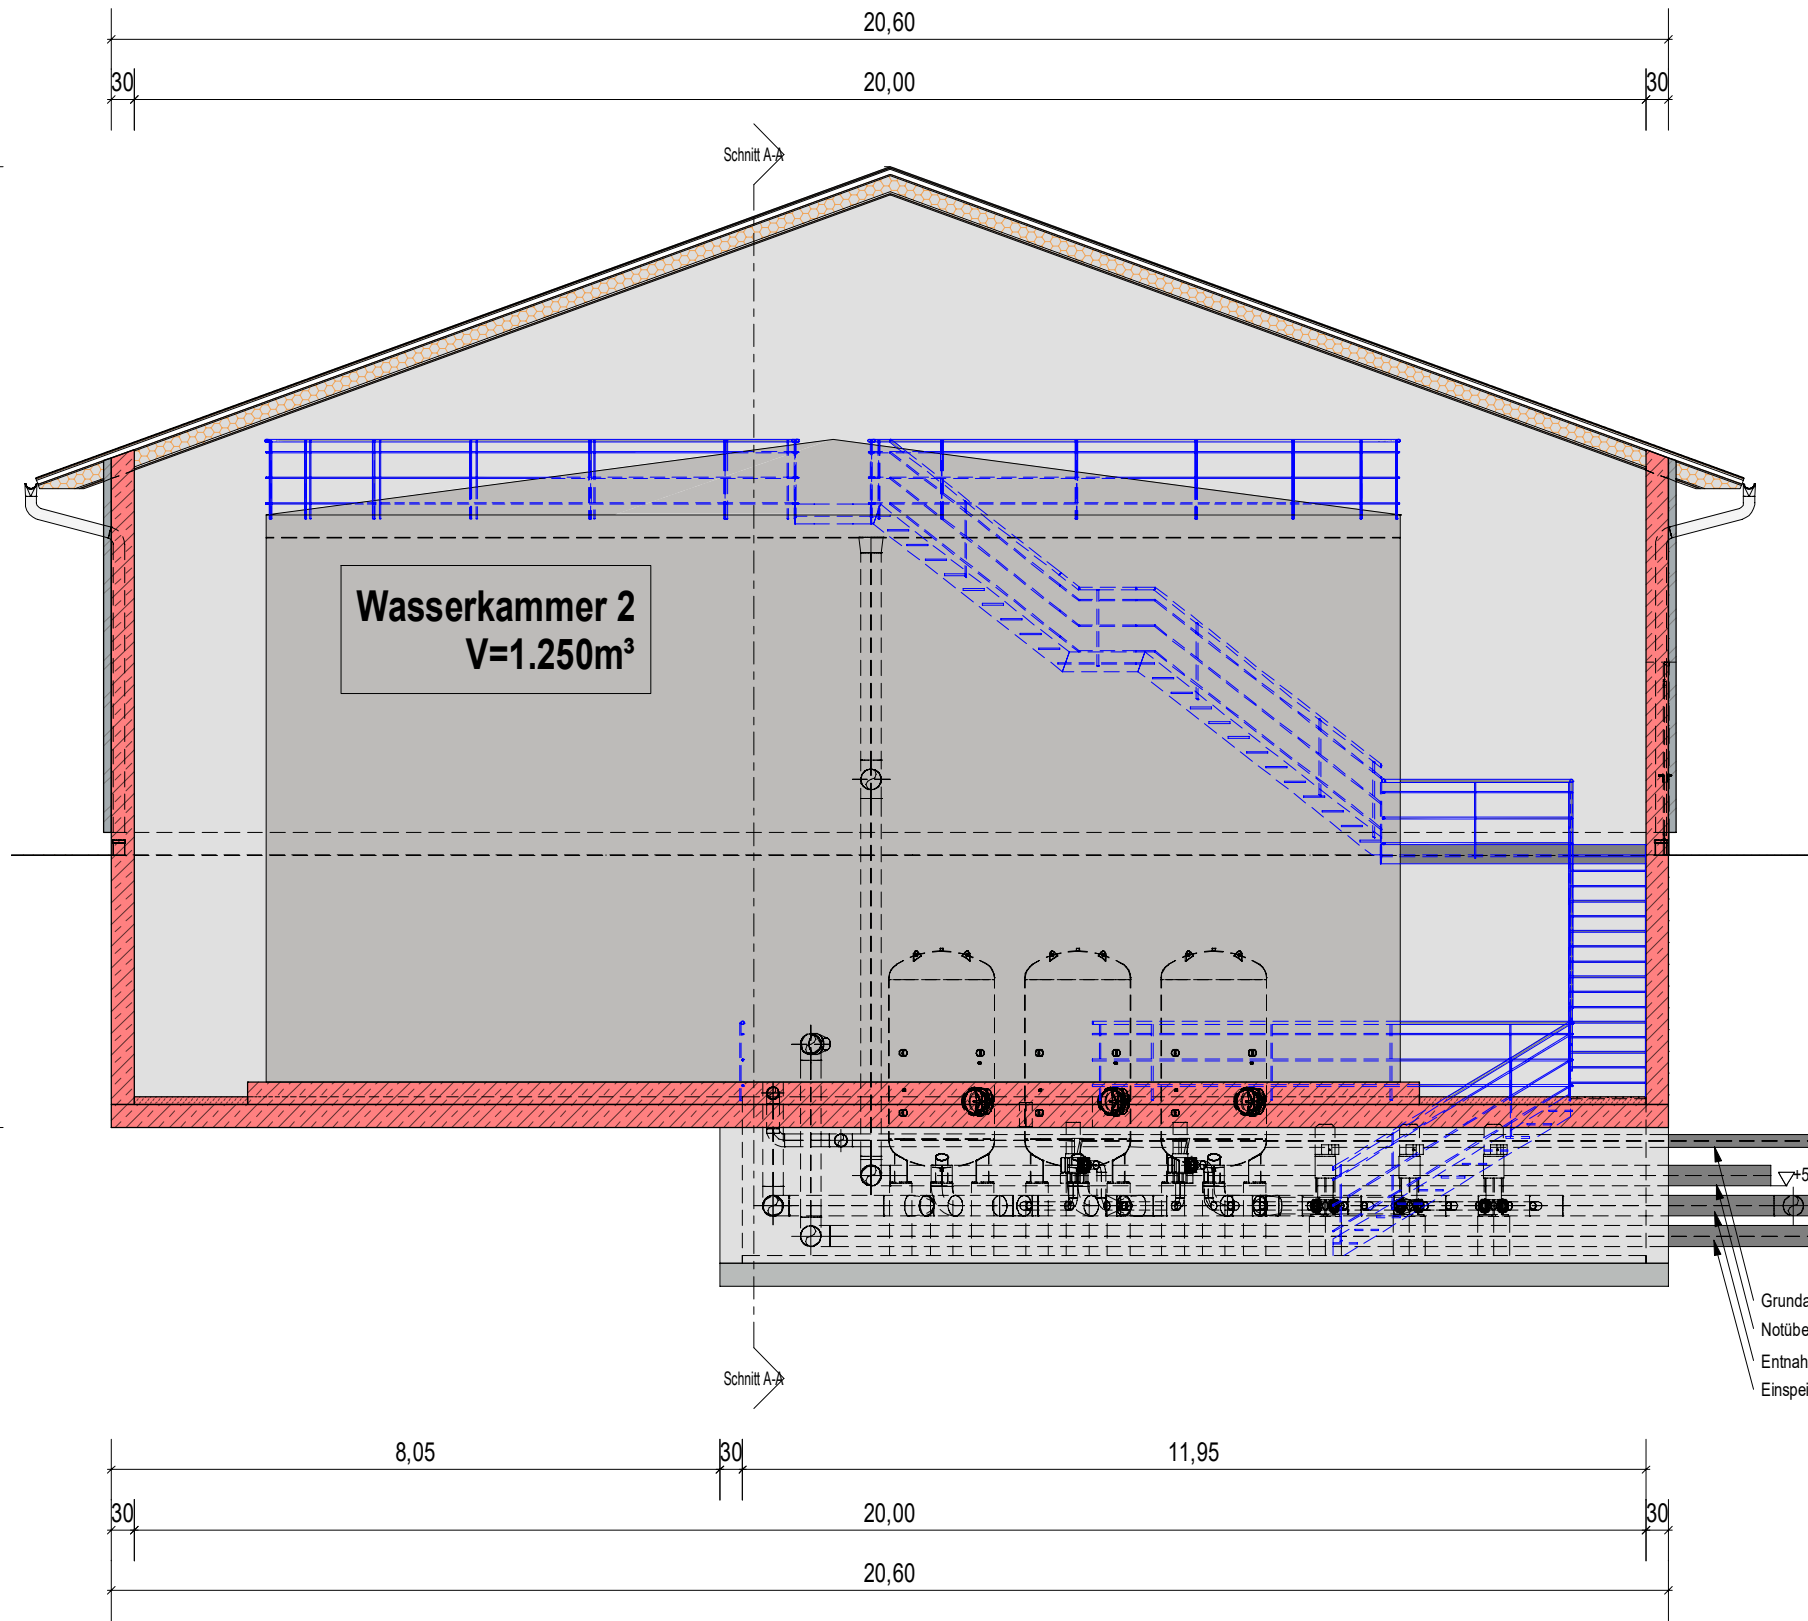 20,60
30 20,00 30
Schnitt A-A
Wasserkammer 2
V=1.250m³
+5
Grunda
Notübe
Entnah
Einspei
Schnitt A-A
8,05 30 11,95
30 20,00 30
20,60